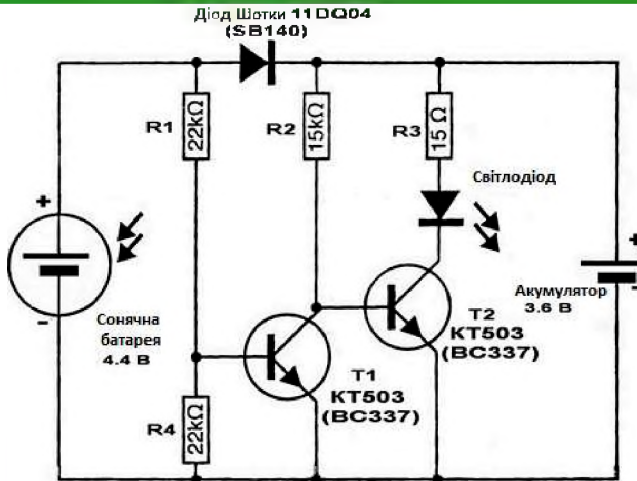 Діод Шотки 11DQ04
(SB140)
R1
22kΩ
R2
15kΩ
R3
15 Ω
Світлодіод
+
+
-
Акумулятор
3.6 В
-
Сонячна
батарея
4.4 В
T2
КТ503
(BC337)
T1
КТ503
(BC337)
R4
22kΩ